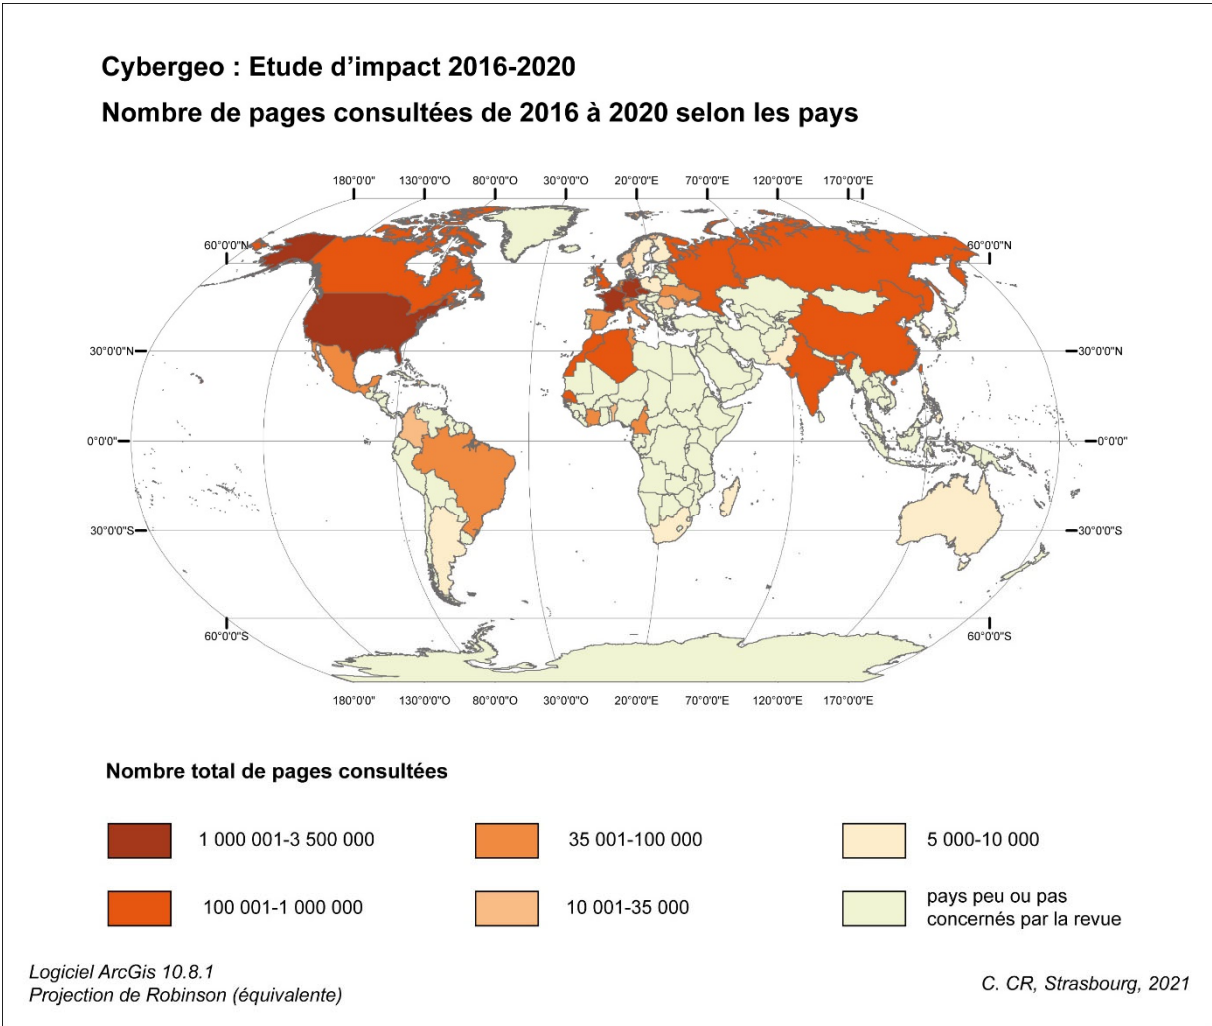 Cybergeo : Etude d'impact 2016-2020
Nombre de pages consultées de 2016 à 2020 selon les pays
180°0'0" 130°0'0"O 80°0'0"O 30°0'0"O 20°0'0"E 70°0'0"E 120°0'0"E 170°0'0"E
60°0'0"N 60°0'0"N
30°0'0"N 30°0'0"N
0°0'0" 0°0'0"
30°0'0"S 30°0'0"S
60°0'0"S 60°0'0"S
180°0'0" 130°0'0"O 80°0'0"O 30°0'0"O 20°0'0"E 70°0'0"E 120°0'0"E 170°0'0"E
Nombre total de pages consultées
1 000 001-3 500 000 35 001-100 000 5 000-10 000
100 001-1 000 000 10 001-35 000 pays peu ou pas
concernés par la revue
Logiciel ArcGis 10.8.1
Projection de Robinson (équivalente)
C. CR, Strasbourg, 2021